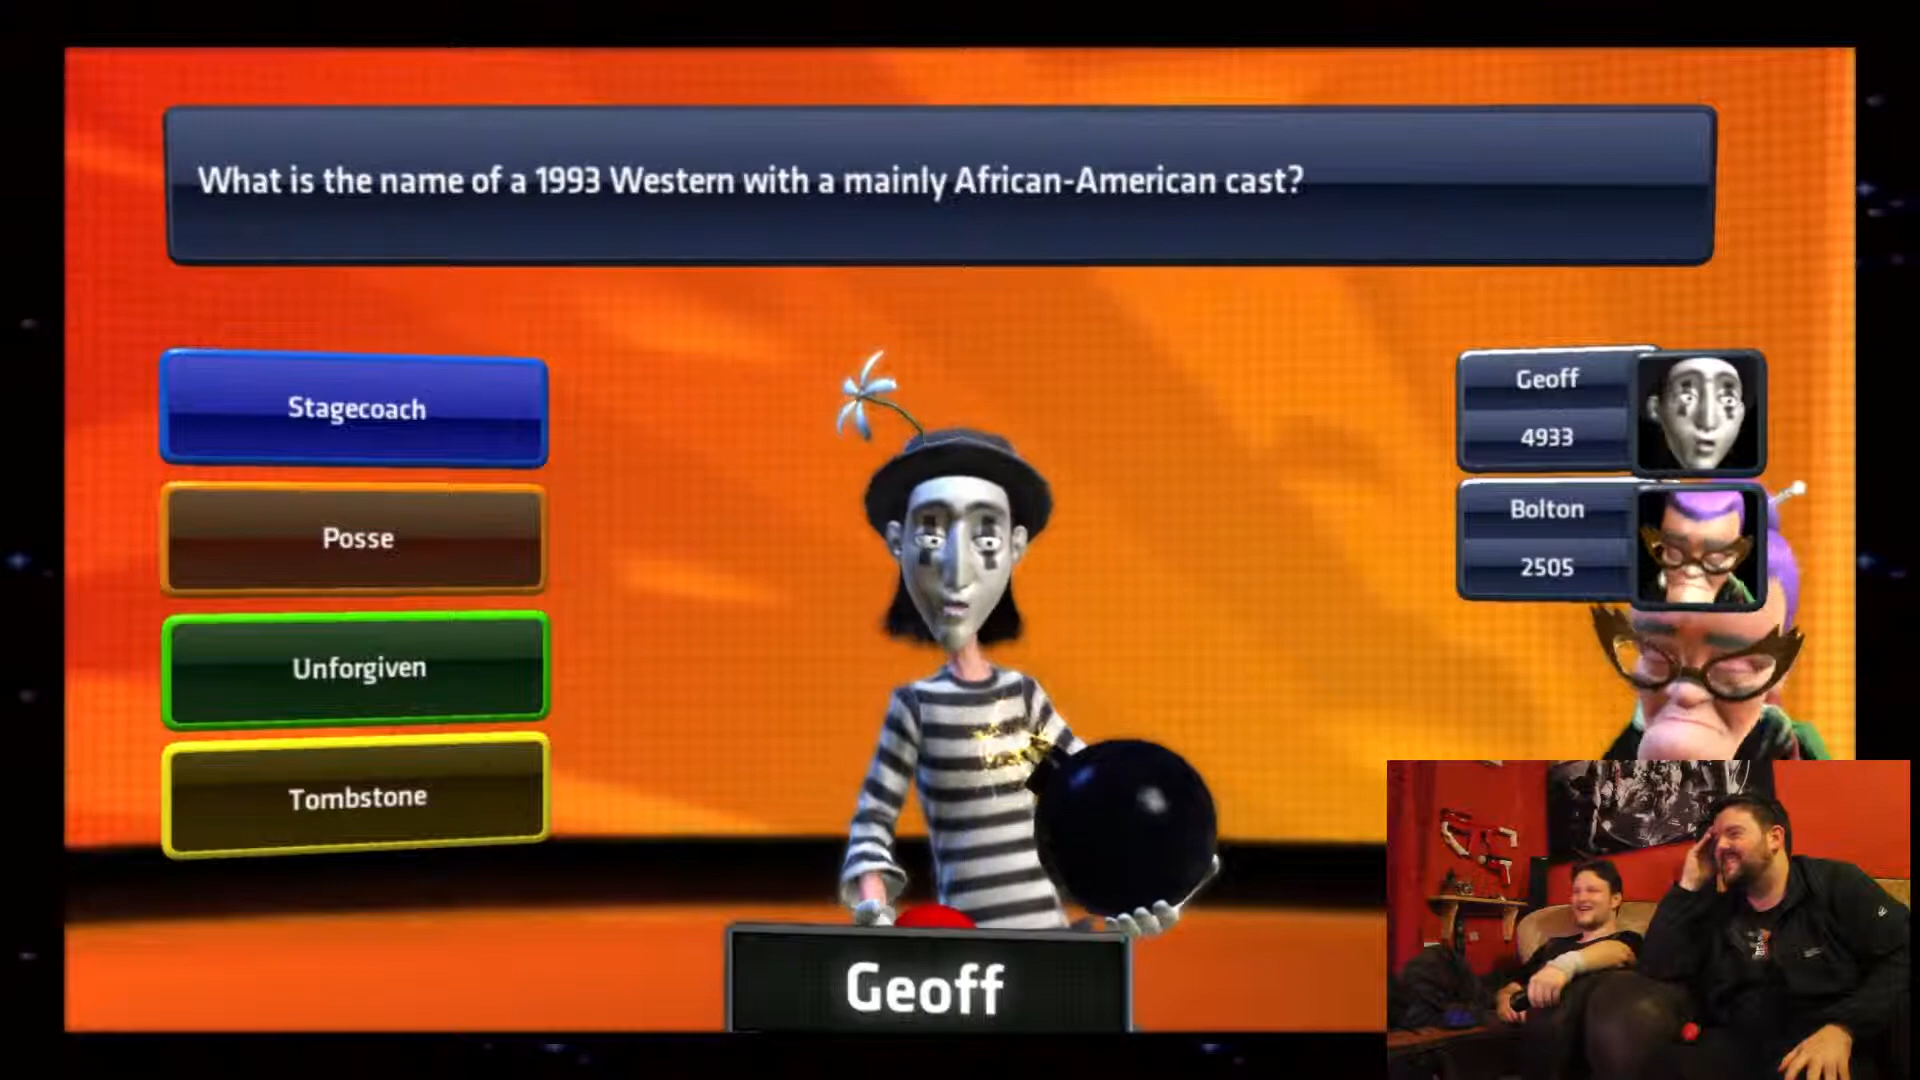 What is the name of a 1993 Western with a mainly African-American cast?
Stagecoach
Posse
Unforgiven
Tombstone
Geoff
4933
Bolton
2505
Geoff